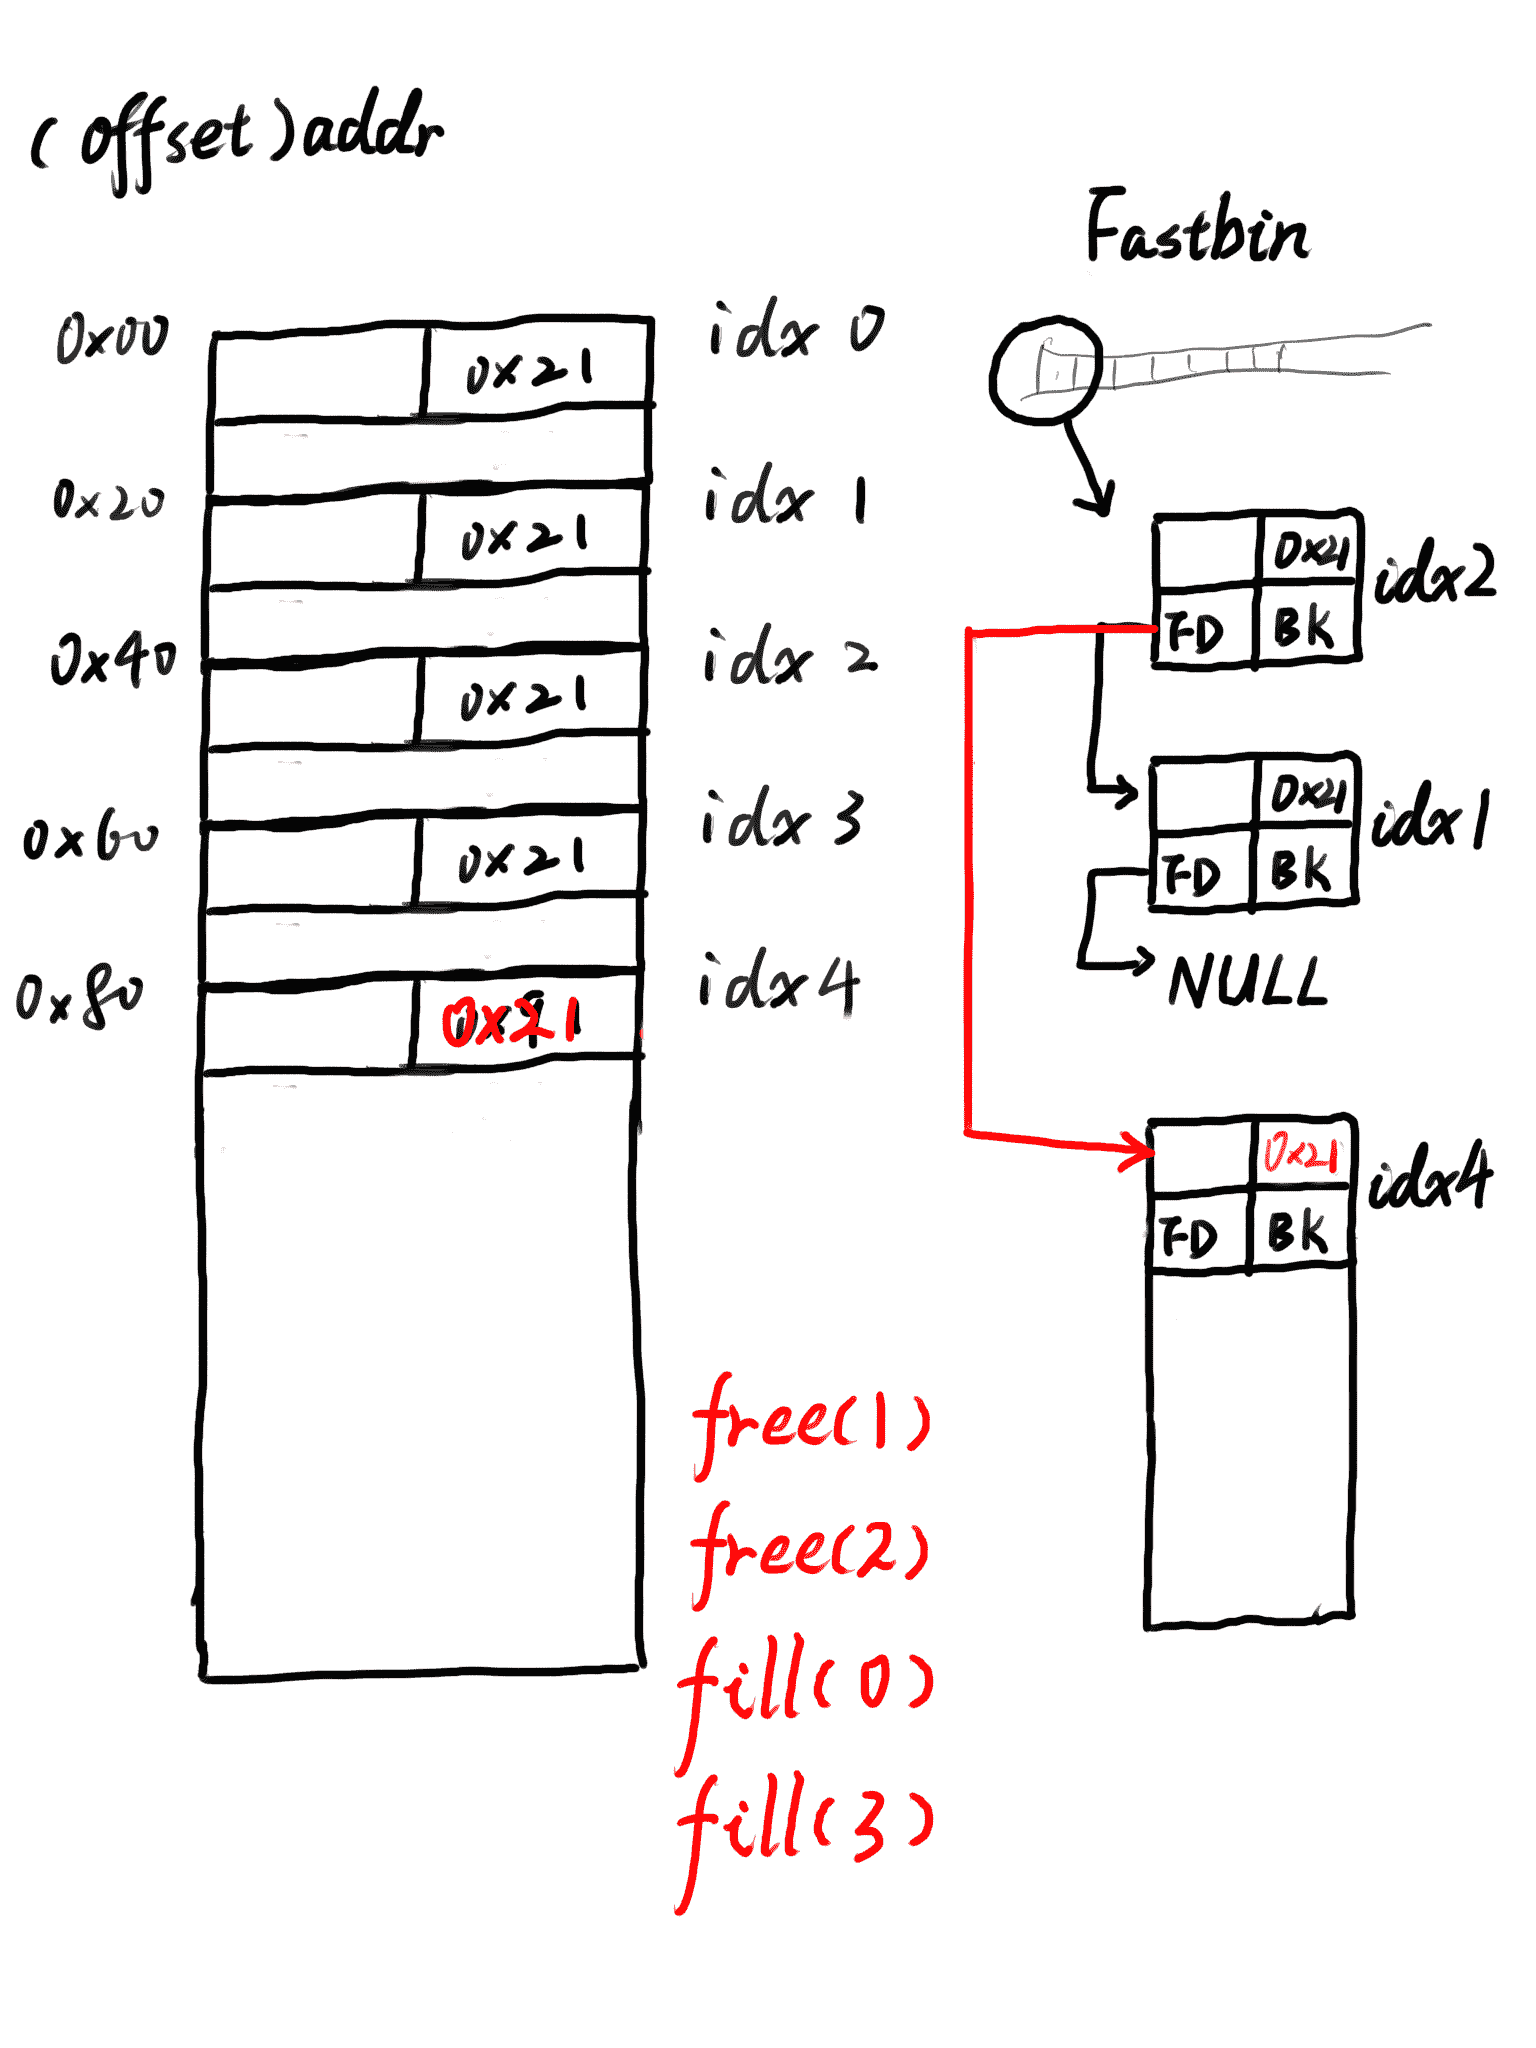 (offset)addr
Fastbin
0x00 0x21 idx 0
0x20 0x21 idx 1
0x40 0x21 idx 2
0x60 0x21 idx 3
0x80 0x21 idx4
0x21 idx2
FD BK
0x21 idx1
FD BK
NULL
0x21 idx4
FD BK
free(1)
free(2)
fill(0)
fill(3)